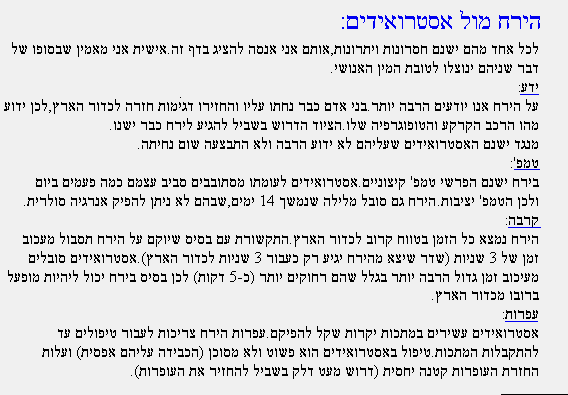 הירח מול אסטרואידים:
לכל אחד מהם ישנם חסרונות ויתרונות,אותם אני אנסה להציג בדף זה.אישית אני מאמין שבסופו של
דבר שניהם ינוצלו לטובת המין האנושי.
ידע:
על הירח אנו יודעים הרבה יותר.בני אדם כבר נחתו עליו והחזירו דגימות חזרה לכדור הארץ,לכן ידוע
מהו הרכב הקרקע והטופוגרפיה שלו.הציוד הדרוש בשביל להגיע לירח כבר ישנו.
מנגד ישנם האסטרואידים שעליהם לא ידוע הרבה ולא התבצעה שום נחיתה.
טמפ':
בירח ישנם הפרשי טמפ' קיצוניים.אסטרואידים לעומתו מסתובבים סביב עצמם כמה פעמים ביום
ולכן הטמפ' יציבות.הירח גם סובל מלילה שנמשך 14 ימים,שבהם לא ניתן להפיק אנרגיה סולרית.
קרבה:
הירח נמצא כל הזמן בטווח קרוב לכדור הארץ.התקשורת עם בסיס שיוקם על הירח תסבול מעכוב
זמן של 3 שניות (שדר שיצא מהירח יגיע רק כעבור 3 שניות לכדור הארץ).אסטרואידים סובלים
מעיכוב זמן גדול הרבה יותר בגלל שהם רחוקים יותר (כ-5 דקות) לכן בסיס בירח יכול ליהיות מופעל
ברובו מכדור הארץ.
עפרות:
אסטרואידים עשירים במתכות יקרות שקל להפיקם.עפרות הירח צריכות לעבור טיפולים עד
להתקבלות המתכות.טיפול באסטרואידים הוא פשוט ולא מסוכן (הכבידה עליהם אפסית) ועלות
החזרת העופרות קטנה יחסית (דרוש מעט דלק בשביל להחזיר את העופרות).